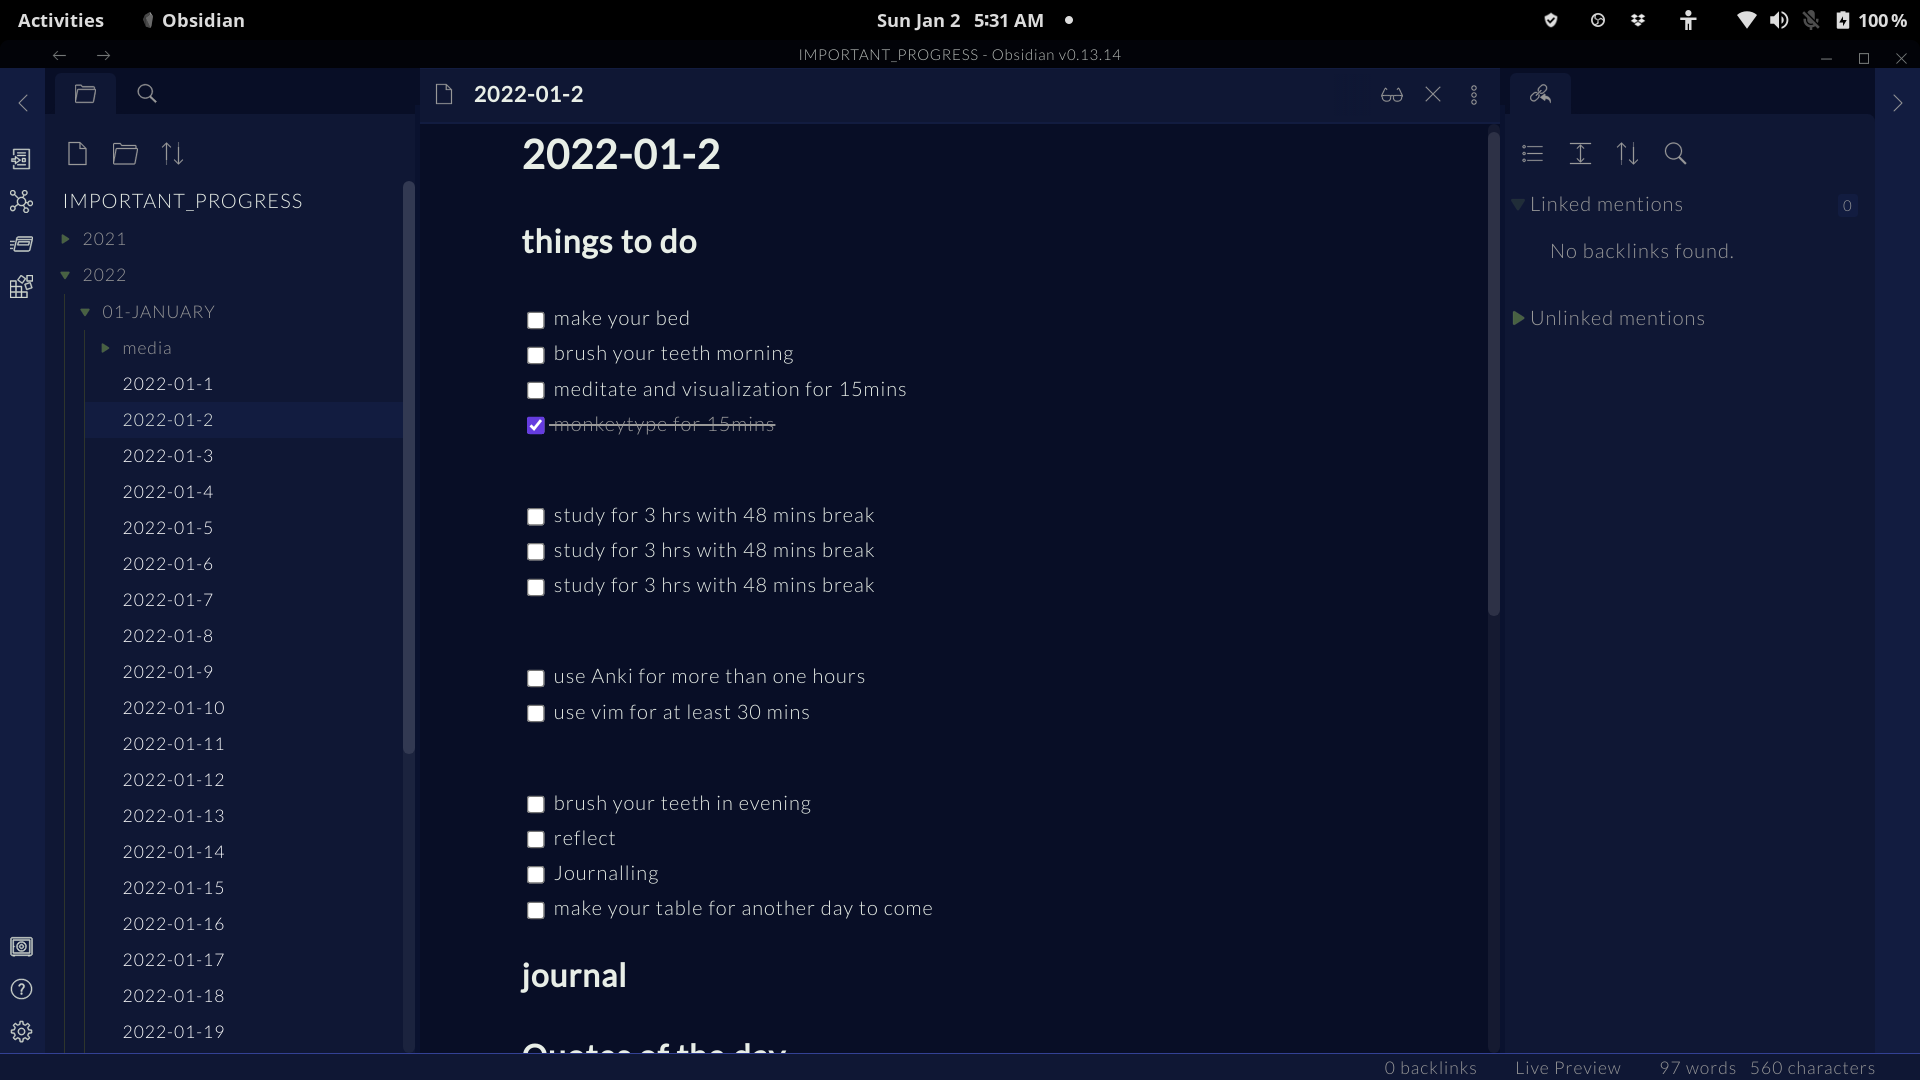 Activities Obsidian Sun Jan 2 5:31 AM 100 %
IMPORTANT_PROGRESS - Obsidian v0.13.14
2022-01-2
IMPORTANT_PROGRESS
2021
2022
01-JANUARY
media
2022-01-1
2022-01-2
2022-01-3
2022-01-4
2022-01-5
2022-01-6
2022-01-7
2022-01-8
2022-01-9
2022-01-10
2022-01-11
2022-01-12
2022-01-13
2022-01-14
2022-01-15
2022-01-16
2022-01-17
2022-01-18
2022-01-19
2022-01-2
things to do
make your bed
brush your teeth morning
meditate and visualization for 15mins
monkeytype for 15mins
study for 3 hrs with 48 mins break
study for 3 hrs with 48 mins break
study for 3 hrs with 48 mins break
use Anki for more than one hours
use vim for at least 30 mins
brush your teeth in evening
reflect
Journalling
make your table for another day to come
journal
Quotes of the day
Linked mentions 0
No backlinks found.
Unlinked mentions
0 backlinks Live Preview 97 words 560 characters